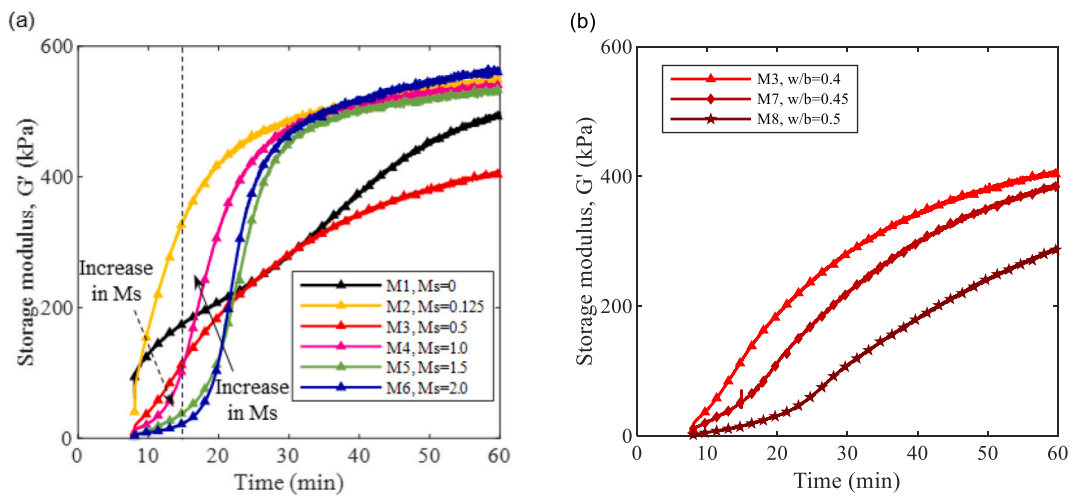 (a)
600
400
200
0
0
10
20
30
40
50
60
Storage modulus, G' (kPa)
Time (min)
Increase
in Ms
Increase
in Ms
M1, Ms=0
M2, Ms=0.125
M3, Ms=0.5
M4, Ms=1.0
M5, Ms=1.5
M6, Ms=2.0
(b)
600
400
200
0
0
10
20
30
40
50
60
Storage modulus, G' (kPa)
Time (min)
M3, w/b=0.4
M7, w/b=0.45
M8, w/b=0.5